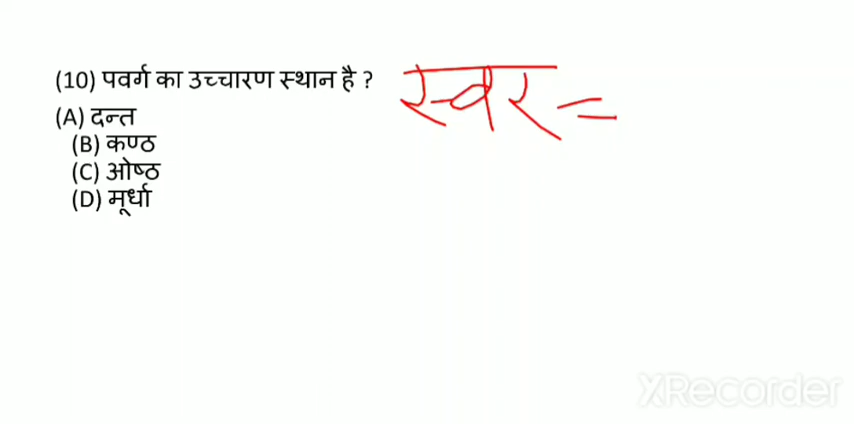 (10) पवर्ग का उच्चारण स्थान है ?
स्वर =
(A) दन्त
(B) कण्ठ
(C) ओष्ठ
(D) मूर्धा
XRecorder